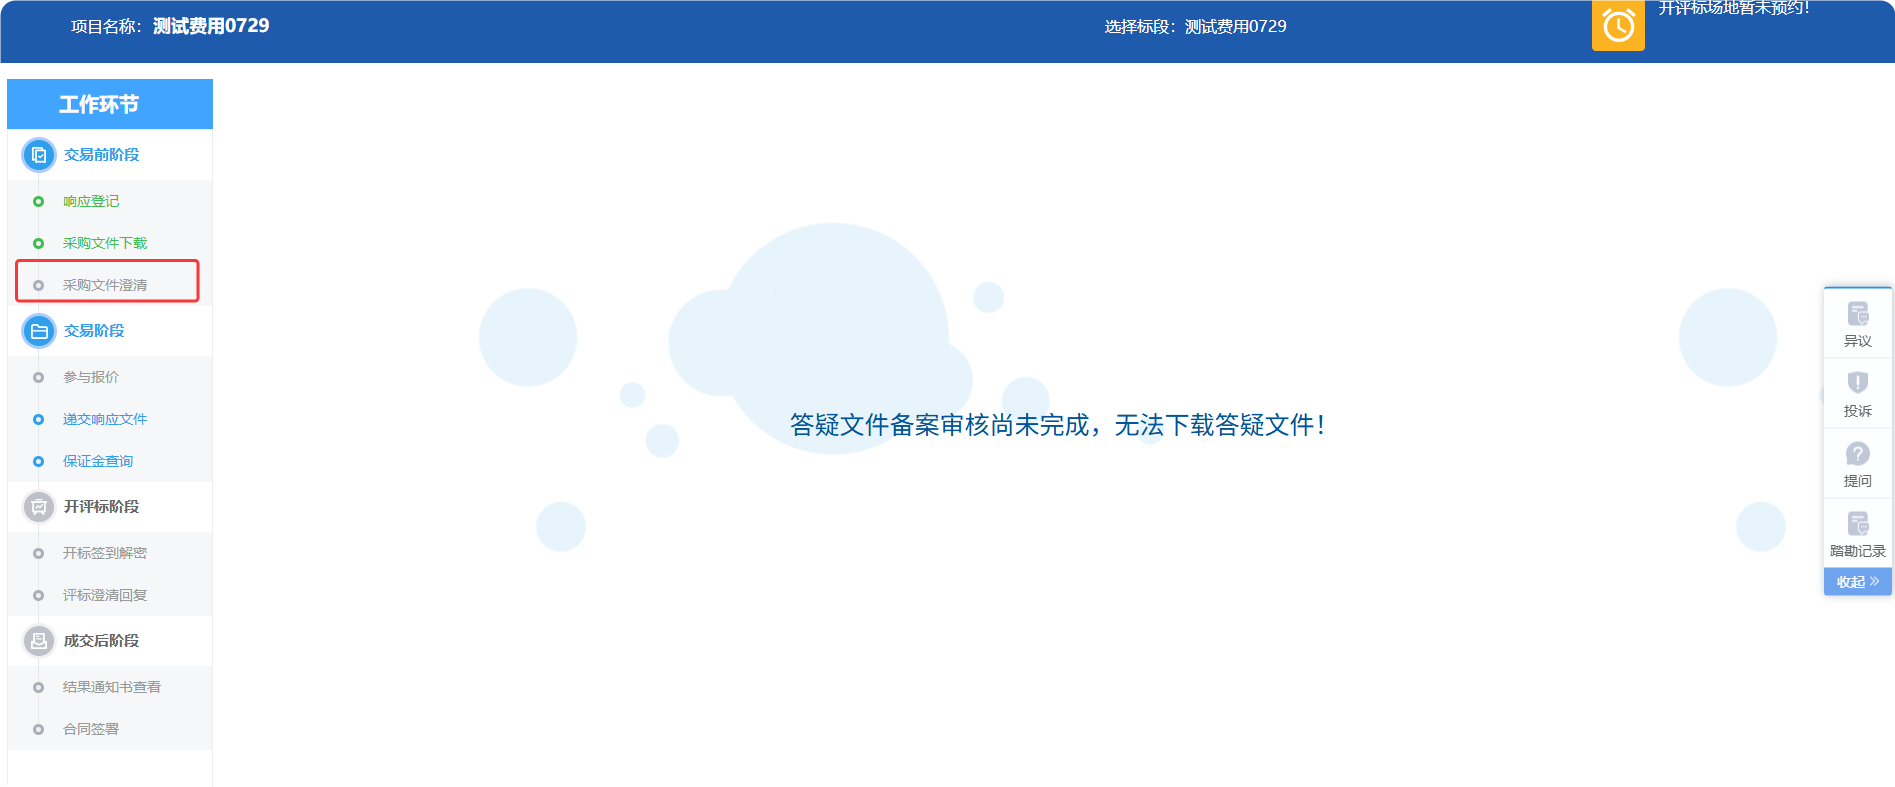 项目名称：测试费用0729
选择标段：测试费用0729
开评标场地暂未预约！
工作环节
交易前阶段
响应登记
采购文件下载
采购文件澄清
交易阶段
参与报价
递交响应文件
保证金查询
开评标阶段
开标签到解密
评标澄清回复
成交后阶段
结果通知书查看
合同签署
答疑文件备案审核尚未完成，无法下载答疑文件！
异议
投诉
提问
踏勘记录
收起 »